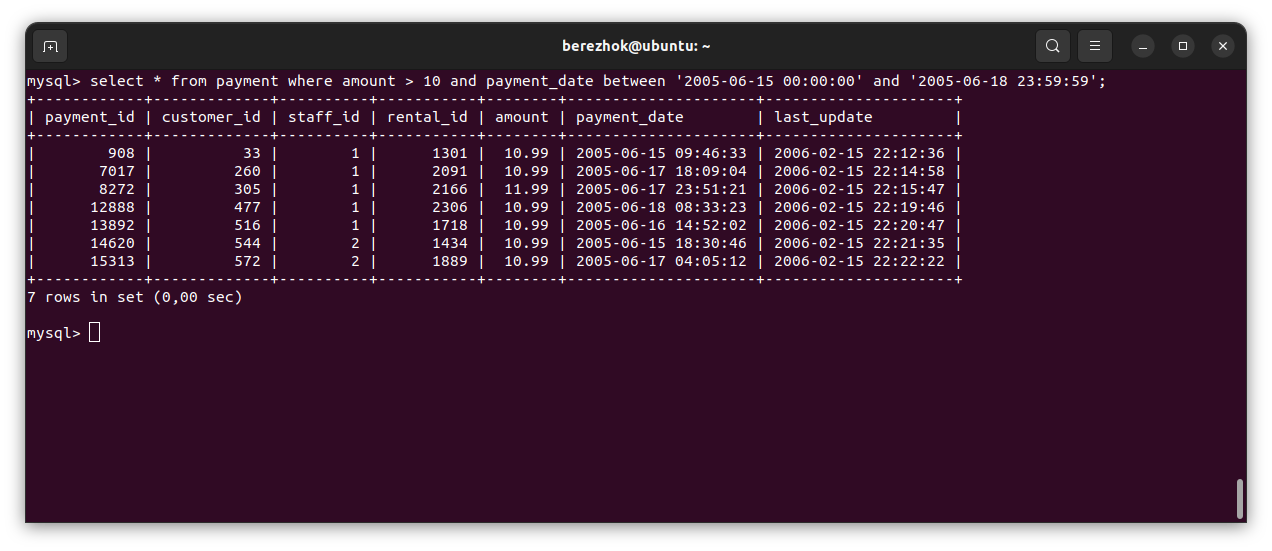 berezhok@ubuntu: ~
mysql> select * from payment where amount > 10 and payment_date between '2005-06-15 00:00:00' and '2005-06-18 23:59:59';
+------------+-------------+----------+-----------+--------+---------------------+---------------------+
| payment_id | customer_id | staff_id | rental_id | amount | payment_date        | last_update         |
+------------+-------------+----------+-----------+--------+---------------------+---------------------+
|        908 |          33 |        1 |      1301 |  10.99 | 2005-06-15 09:46:33 | 2006-02-15 22:12:36 |
|       7017 |         260 |        1 |      2091 |  10.99 | 2005-06-17 18:09:04 | 2006-02-15 22:14:58 |
|       8272 |         305 |        1 |      2166 |  11.99 | 2005-06-17 23:51:21 | 2006-02-15 22:15:47 |
|      12888 |         477 |        1 |      2306 |  10.99 | 2005-06-18 08:33:23 | 2006-02-15 22:19:46 |
|      13892 |         516 |        1 |      1718 |  10.99 | 2005-06-16 14:52:02 | 2006-02-15 22:20:47 |
|      14620 |         544 |        2 |      1434 |  10.99 | 2005-06-15 18:30:46 | 2006-02-15 22:21:35 |
|      15313 |         572 |        2 |      1889 |  10.99 | 2005-06-17 04:05:12 | 2006-02-15 22:22:22 |
+------------+-------------+----------+-----------+--------+---------------------+---------------------+
7 rows in set (0,00 sec)
mysql>